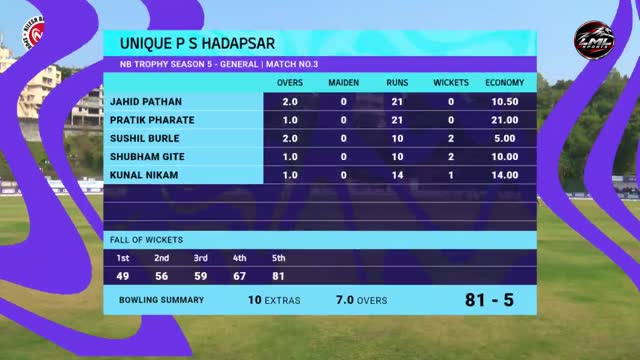 UNIQUE P S HADAPSAR
NB TROPHY SEASON 5 - GENERAL | MATCH NO.3
OVERS MAIDEN RUNS WICKETS ECONOMY
JAHID PATHAN 2.0 0 21 0 10.50
PRATIK PHARATE 1.0 0 21 0 21.00
SUSHIL BURLE 2.0 0 10 2 5.00
SHUBHAM GITE 1.0 0 10 2 10.00
KUNAL NIKAM 1.0 0 14 1 14.00
FALL OF WICKETS
1st 2nd 3rd 4th 5th
49 56 59 67 81
BOWLING SUMMARY 10 EXTRAS 7.0 OVERS 81 - 5
LML
SPORTS